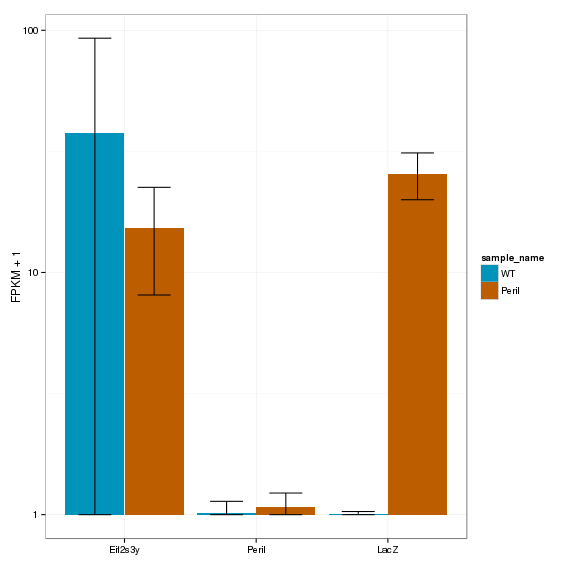 100
10
1
FPKM + 1
Eif2s3y
Peril
LacZ
sample_name
WT
Peril